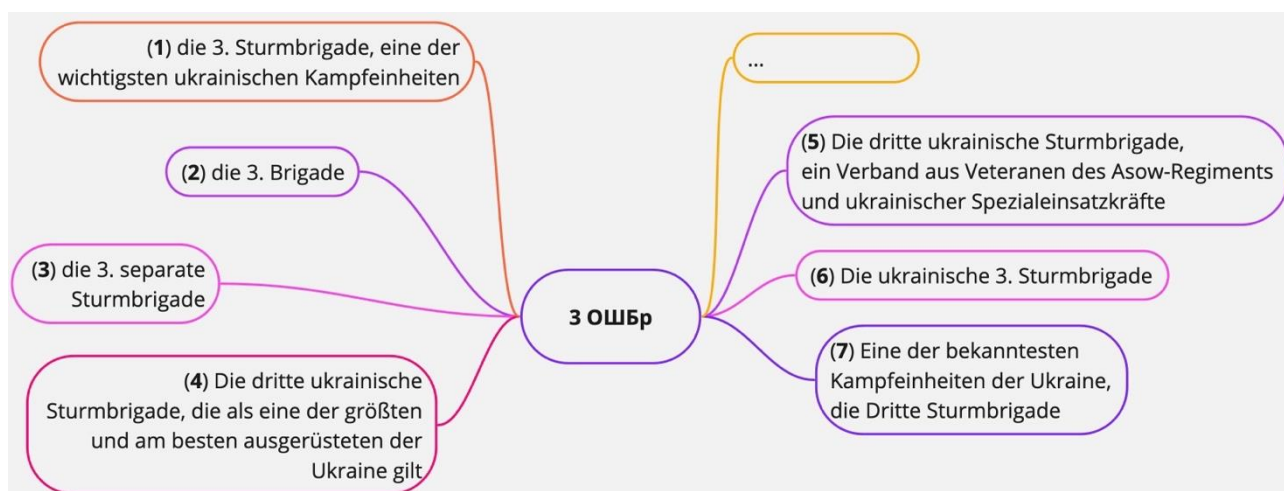 (1) die 3. Sturmbrigade, eine der
wichtigsten ukrainischen Kampfeinheiten
(2) die 3. Brigade
(3) die 3. separate
Sturmbrigade
(4) Die dritte ukrainische
Sturmbrigade, die als eine der größten
und am besten ausgerüsteten der
Ukraine gilt
3 ОШБр
...
(5) Die dritte ukrainische Sturmbrigade,
ein Verband aus Veteranen des Asow-Regiments
und ukrainischer Spezialeinsatzkräfte
(6) Die ukrainische 3. Sturmbrigade
(7) Eine der bekanntesten
Kampfeinheiten der Ukraine,
die Dritte Sturmbrigade